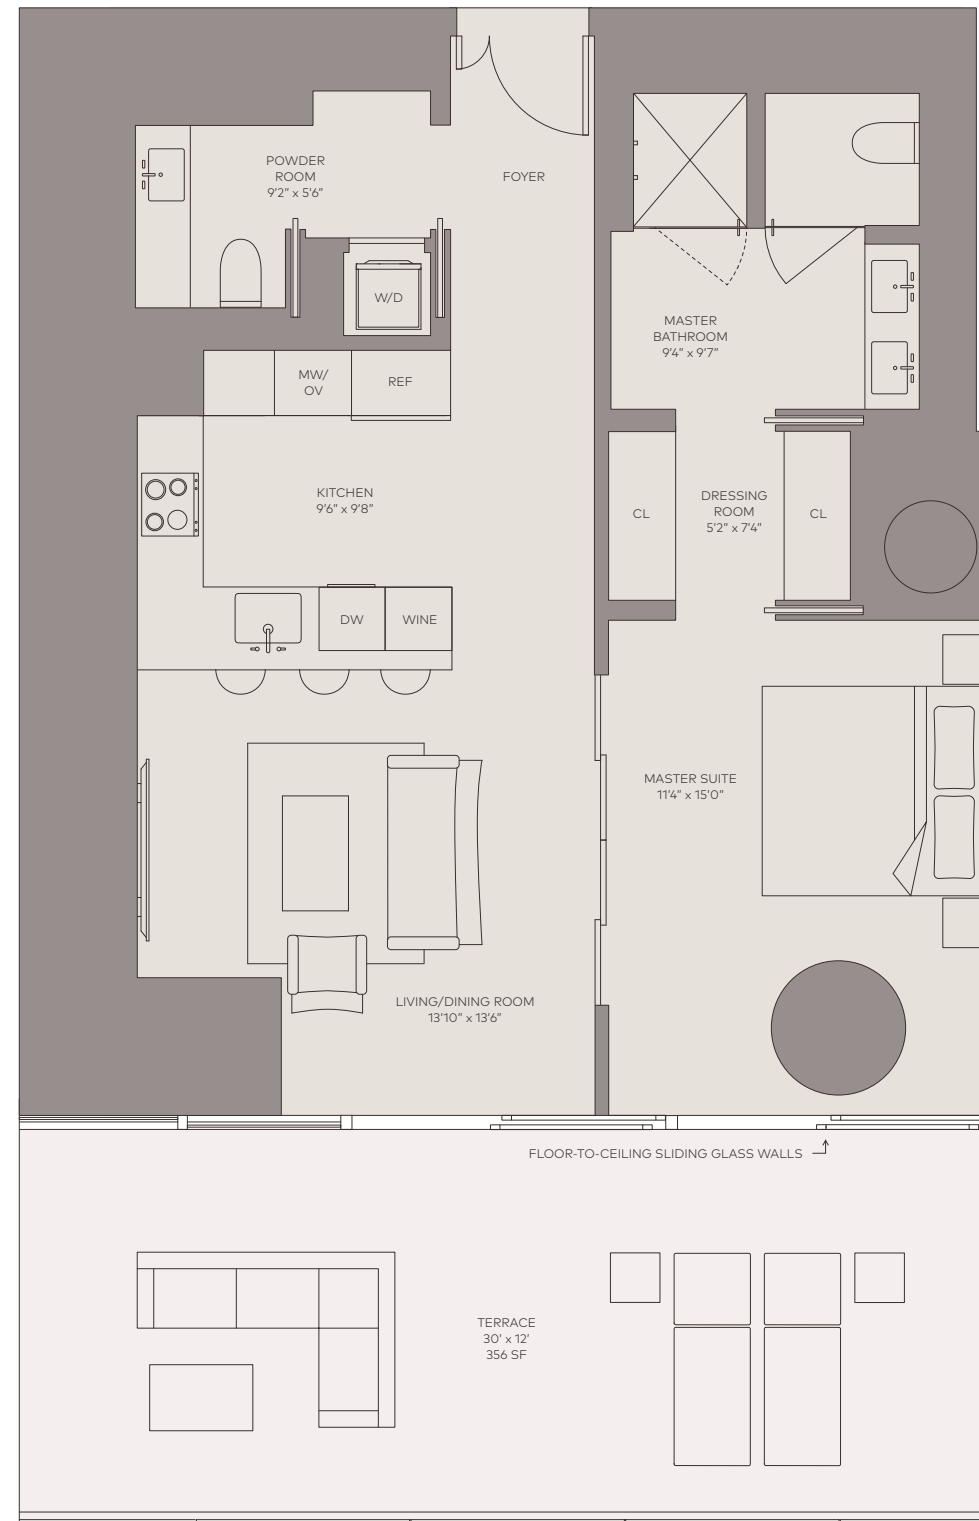 POWDER
ROOM
9'2" x 5'6"
FOYER
W/D
MASTER
BATHROOM
9'4" x 9'7"
MW/
OV
REF
KITCHEN
9'6" x 9'8"
CL
DRESSING
ROOM
5'2" x 7'4"
CL
DW
WINE
MASTER SUITE
11'4" x 15'0"
LIVING/DINING ROOM
13'10" x 13'6"
FLOOR-TO-CEILING SLIDING GLASS WALLS
TERRACE
30' x 12'
356 SF